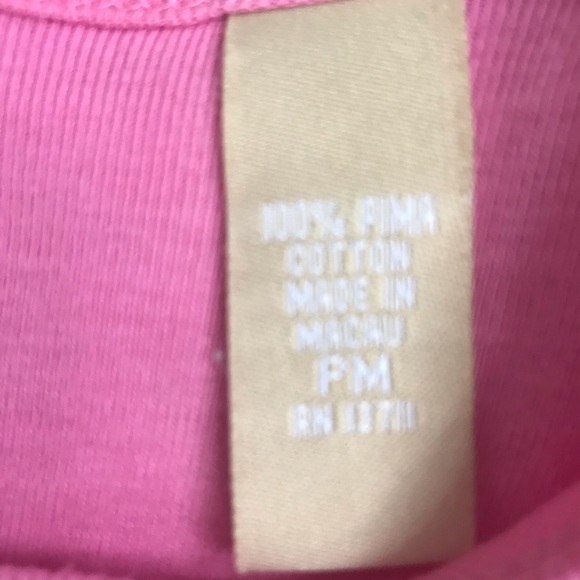 100% PIMA
COTTON
MADE IN
MACAU
PM
RN